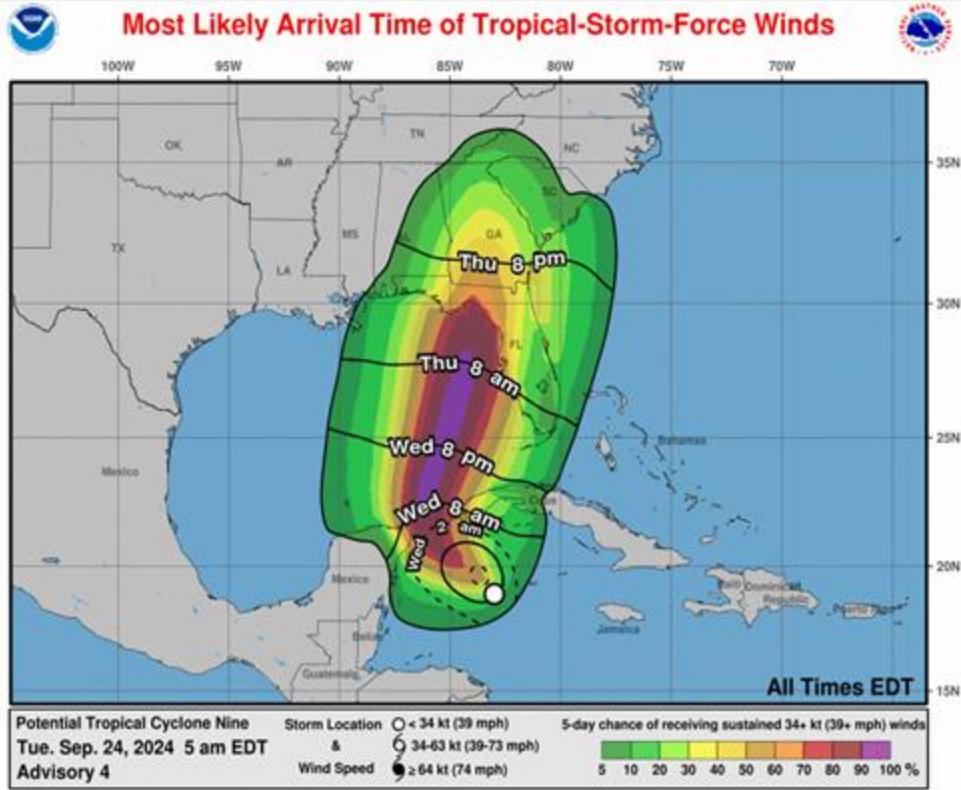 NOAA
Most Likely Arrival Time of Tropical-Storm-Force Winds
100W 95W 90W 85W 80W 75W 70W
TN
NC
OK
AR
35N
SC
MS
GA
TX
LA
Thu 8 pm
30N
FL
Thu 8 am
25N
Bahamas
Wed 8 pm
Mexico
Cuba
Wed 8 am
Wed 2 am
20N
Mexico
Haiti Dominican
Republic
Puerto Rico
Jamaica
Belize
Guatemala
All Times EDT
15N
Potential Tropical Cyclone Nine
Tue. Sep. 24, 2024 5 am EDT
Advisory 4
Storm Location
&
Wind Speed
< 34 kt (39 mph)
34-63 kt (39-73 mph)
≥ 64 kt (74 mph)
5-day chance of receiving sustained 34+ kt (39+ mph) winds
5 10 20 30 40 50 60 70 80 90 100 %